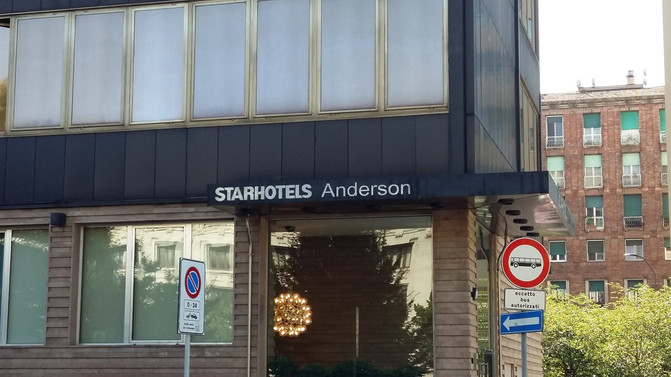 STARHOTELS Anderson
0-24
eccetto
bus
autorizzati